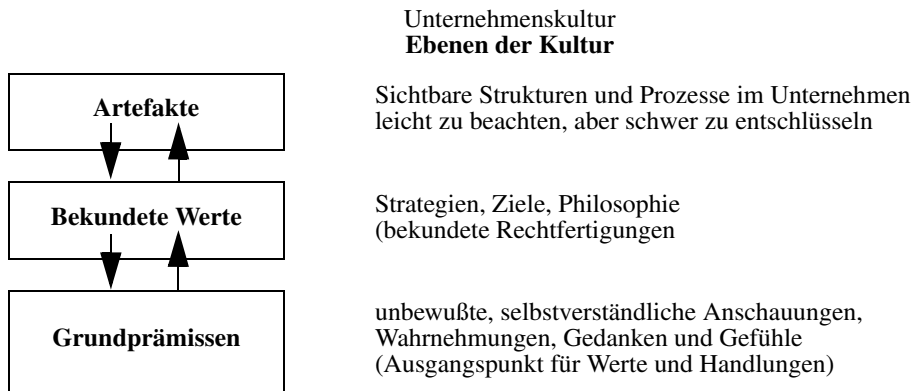 Unternehmenskultur
Ebenen der Kultur
Artefakte
Sichtbare Strukturen und Prozesse im Unternehmen
leicht zu beachten, aber schwer zu entschlüsseln
Bekundete Werte
Strategien, Ziele, Philosophie
(bekundete Rechtfertigungen
Grundprämissen
unbewußte, selbstverständliche Anschauungen,
Wahrnehmungen, Gedanken und Gefühle
(Ausgangspunkt für Werte und Handlungen)